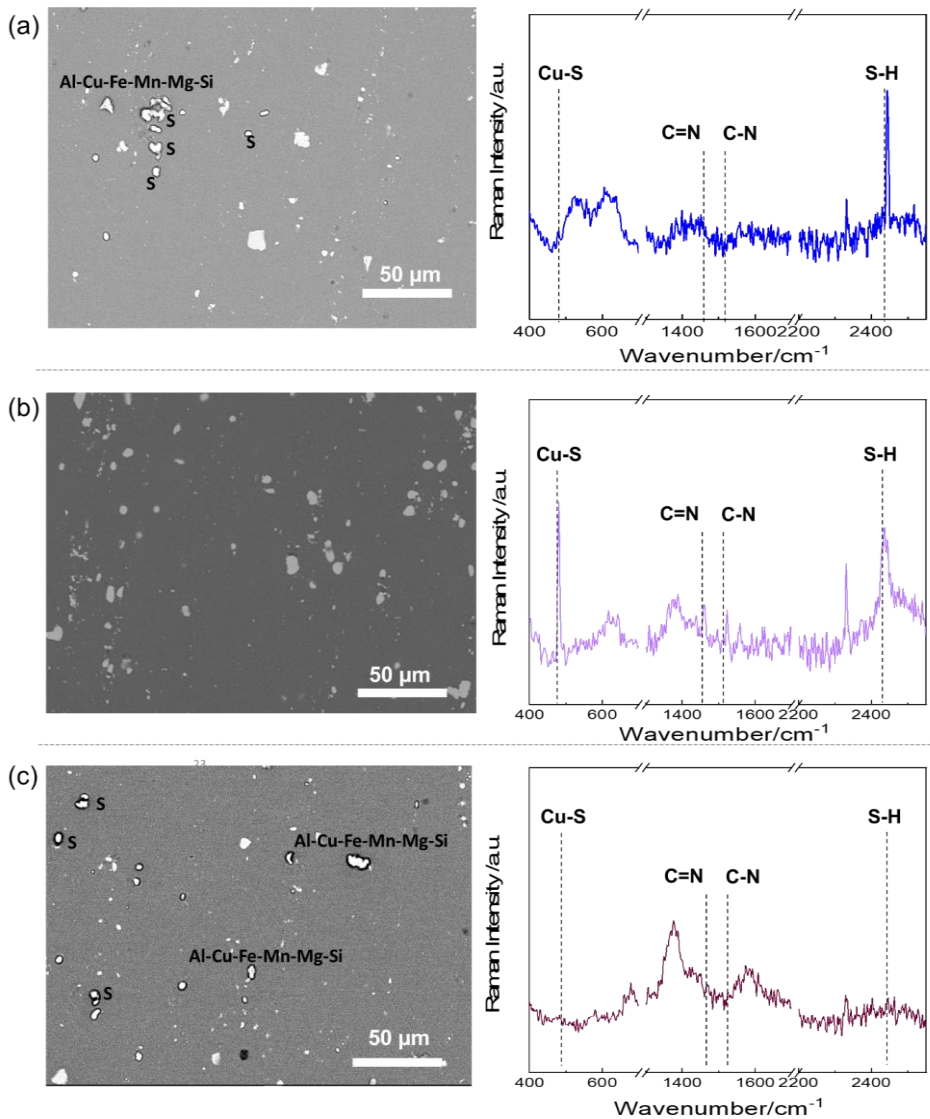 (a)
Al-Cu-Fe-Mn-Mg-Si
S
S
S
S
50 µm
Raman Intensity /a.u.
Cu-S
C=N
C-N
S-H
400 600 1400 1600 2200 2400
Wavenumber/cm-1
(b)
50 µm
Raman Intensity /a.u.
Cu-S
C=N
C-N
S-H
400 600 1400 1600 2200 2400
Wavenumber/cm-1
(c)
S
S
Al-Cu-Fe-Mn-Mg-Si
Al-Cu-Fe-Mn-Mg-Si
S
50 µm
Raman Intensity /a.u.
Cu-S
C=N
C-N
S-H
400 600 1400 1600 2200 2400
Wavenumber/cm-1